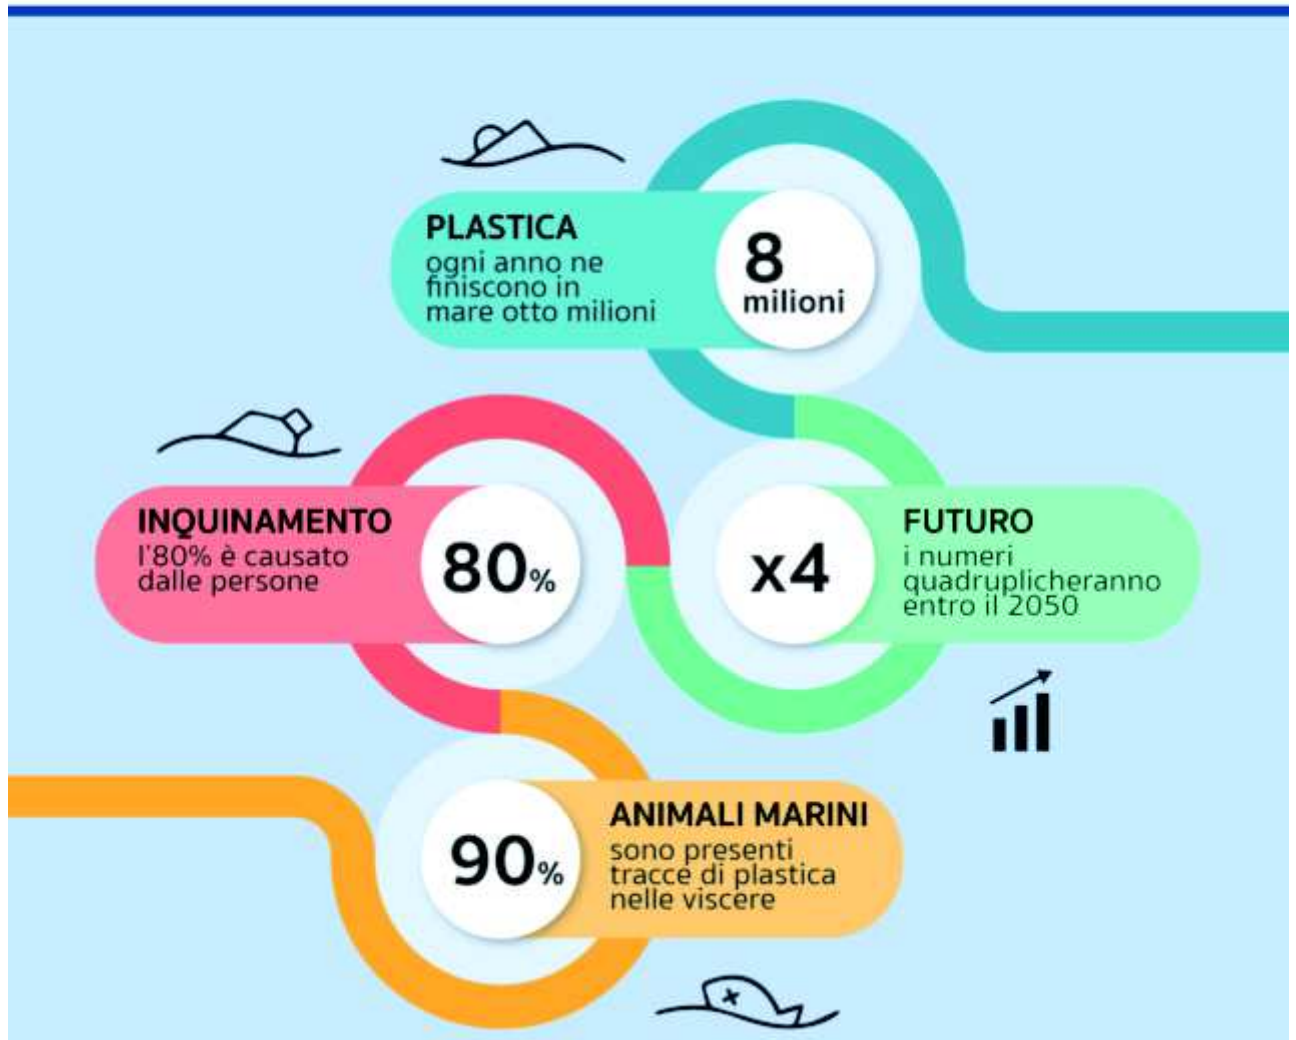 PLASTICA
ogni anno ne
finiscono in
mare otto milioni
8
milioni
INQUINAMENTO
l'80% è causato
dalle persone
80%
x4
FUTURO
i numeri
quadruplicheranno
entro il 2050
90%
ANIMALI MARINI
sono presenti
tracce di plastica
nelle viscere